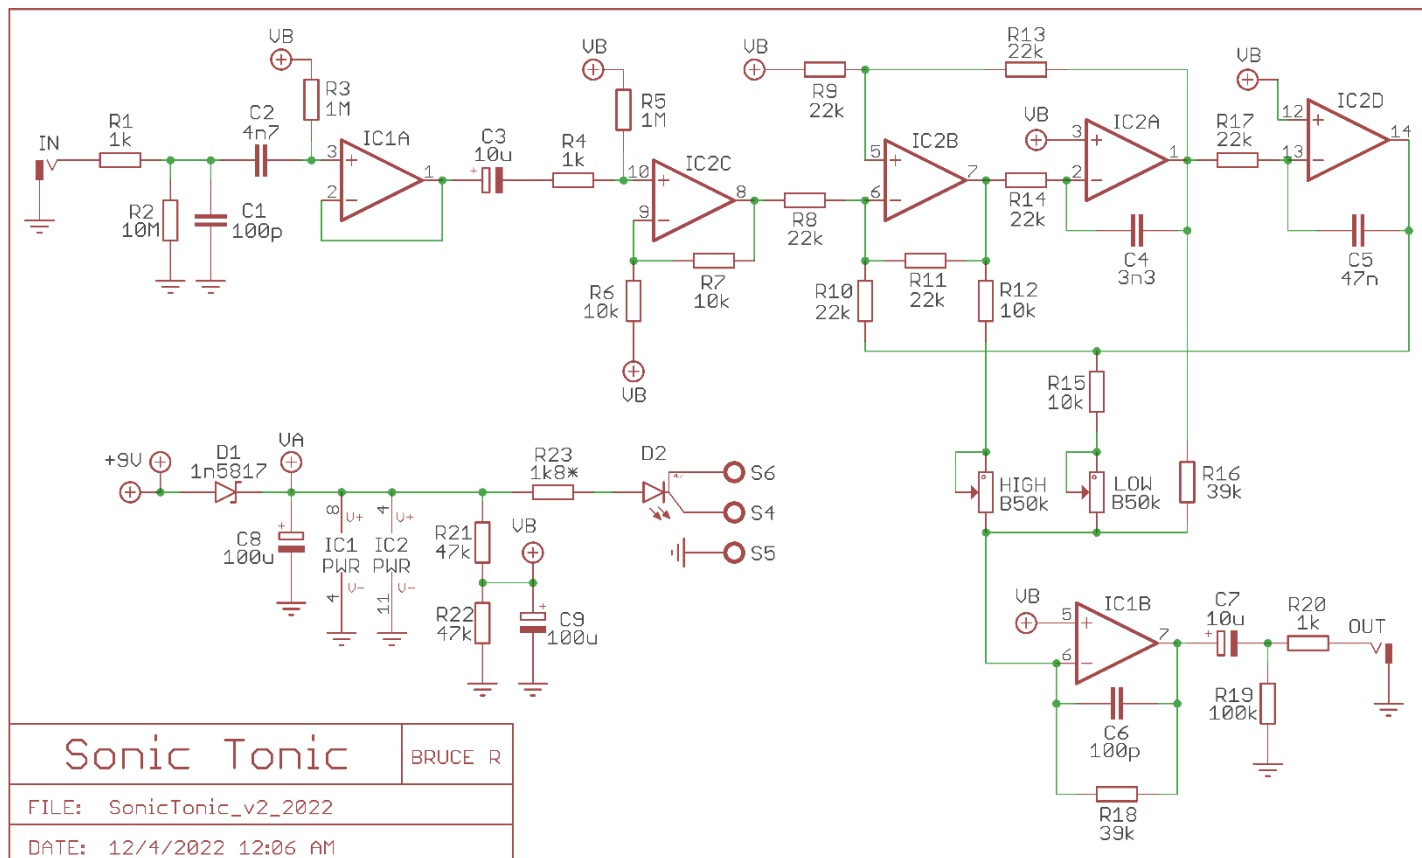 VB
R3
1M
IN
R1
1k
C2
4n7
IC1A
3
+
2
−
1
R2
10M
C1
100p
C3
+
10u
R4
1k
VB
R5
1M
IC2C
10
+
9
−
8
R6
10k
R7
10k
VB
VB
R9
22k
R13
22k
R8
22k
IC2B
5
+
6
−
7
R10
22k
R11
22k
R12
10k
VB
IC2A
3
+
2
−
1
R14
22k
C4
3n3
R17
22k
VB
IC2D
12
+
13
−
14
C5
47n
R15
10k
HIGH
B50k
LOW
B50k
R16
39k
+9V
D1
1n5817
VA
+
C8
100u
8
V+
IC1
PWR
V-
4
4
V+
IC2
PWR
V-
11
R23
1k8*
D2
S6
S4
S5
R21
47k
R22
47k
VB
+
C9
100u
VB
IC1B
5
+
6
−
7
C6
100p
R18
39k
C7
10u
+
R20
1k
R19
100k
OUT
Sonic Tonic
BRUCE R
FILE: SonicTonic_v2_2022
DATE: 12/4/2022 12:06 AM